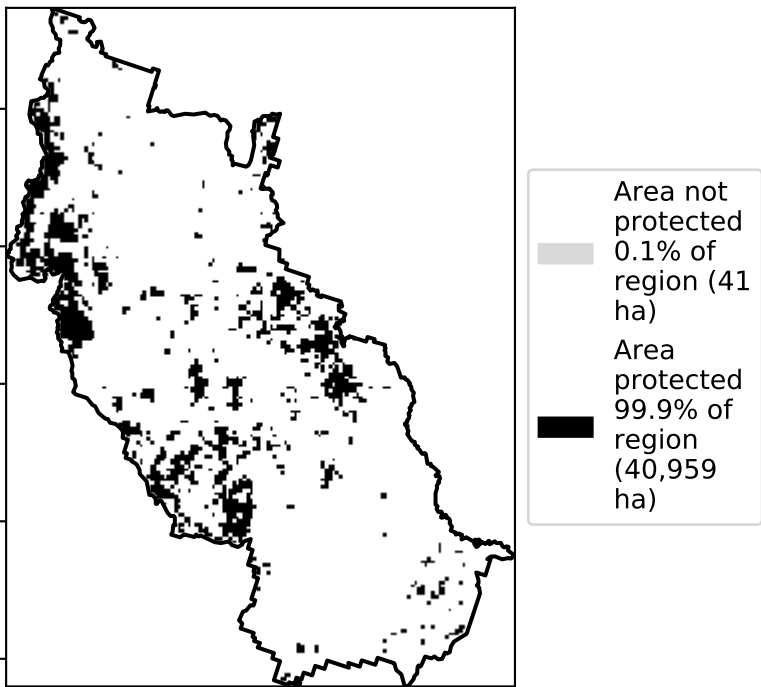 Area not
protected
0.1% of
region (41
ha)
Area
protected
99.9% of
region
(40,959
ha)